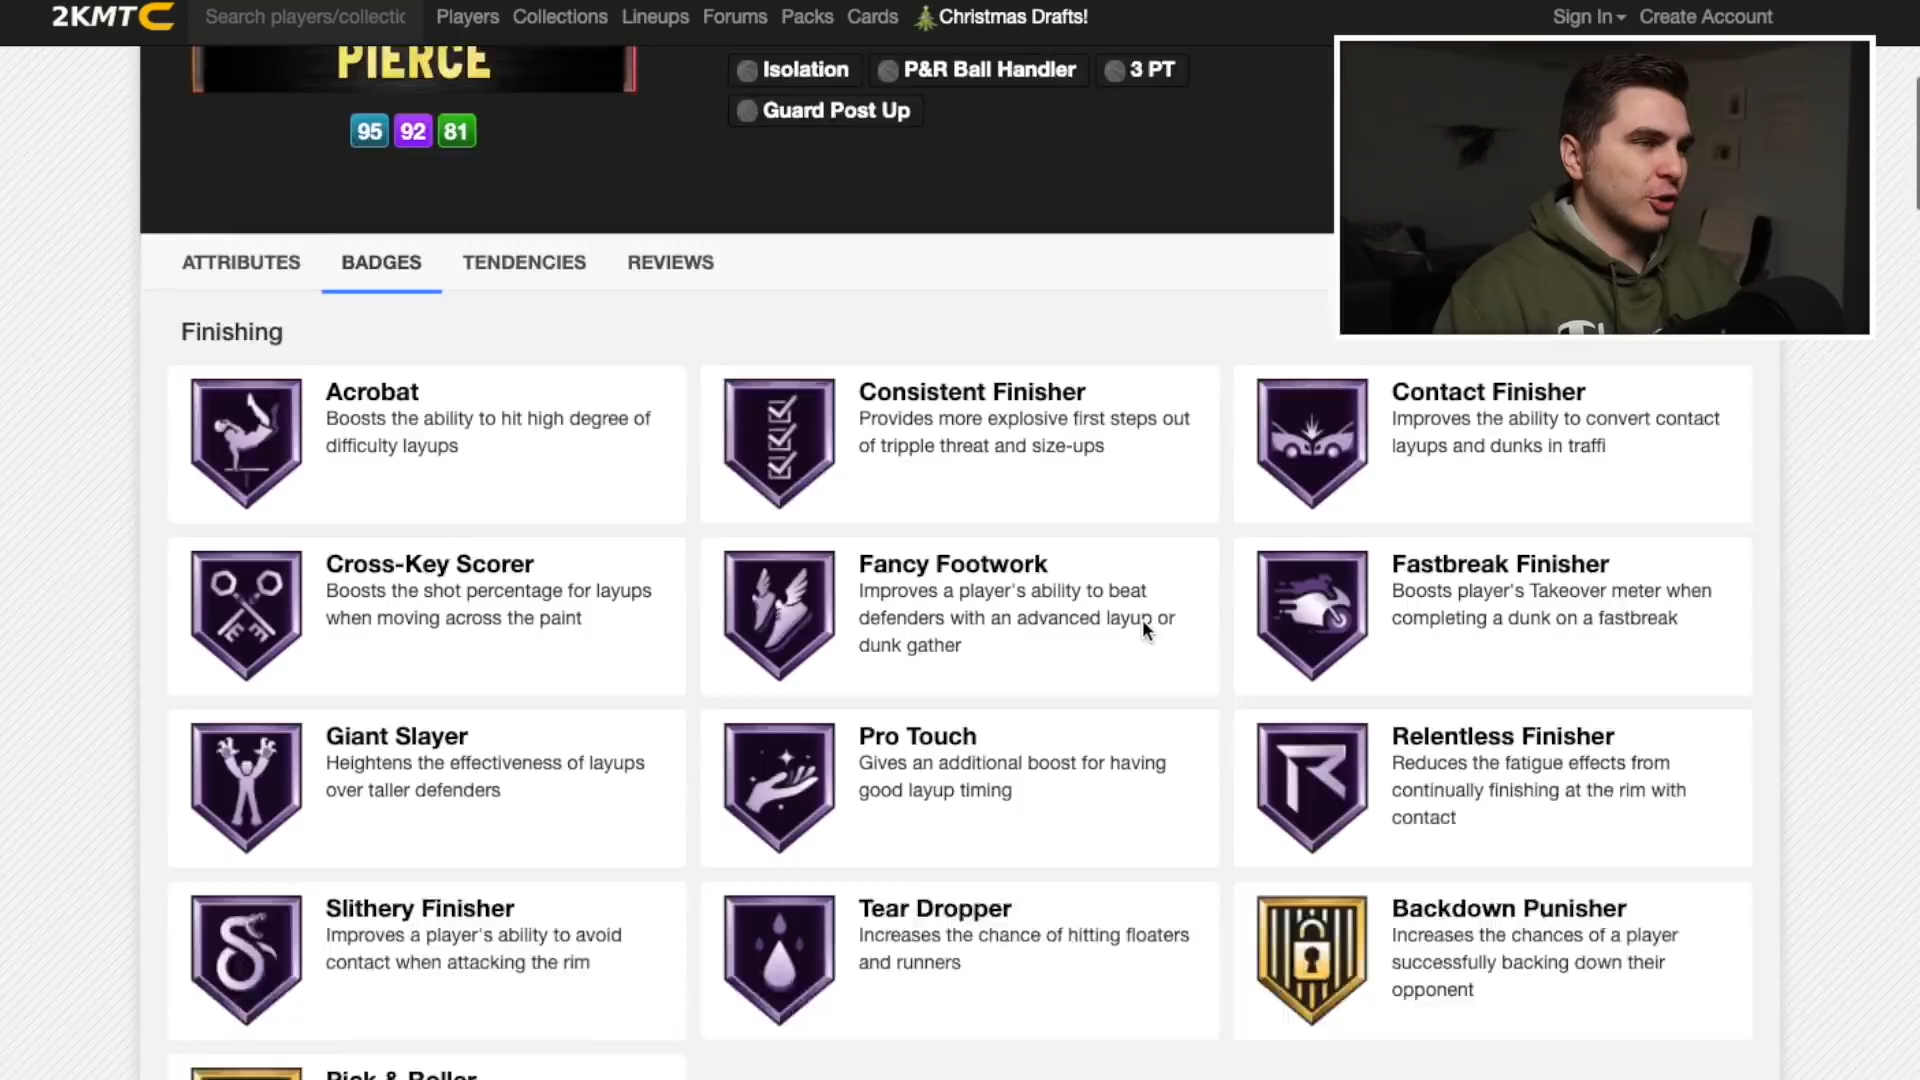 2KMTC
Search players/collectic
Players Collections Lineups Forums Packs Cards Christmas Drafts!
Sign In Create Account
PIERCE
Isolation P&R Ball Handler 3 PT
Guard Post Up
95 92 81
ATTRIBUTES BADGES TENDENCIES REVIEWS
Finishing
Acrobat
Boosts the ability to hit high degree of
difficulty layups
Consistent Finisher
Provides more explosive first steps out
of tripple threat and size-ups
Contact Finisher
Improves the ability to convert contact
layups and dunks in traffi
Cross-Key Scorer
Boosts the shot percentage for layups
when moving across the paint
Fancy Footwork
Improves a player's ability to beat
defenders with an advanced layup or
dunk gather
Fastbreak Finisher
Boosts player's Takeover meter when
completing a dunk on a fastbreak
Giant Slayer
Heightens the effectiveness of layups
over taller defenders
Pro Touch
Gives an additional boost for having
good layup timing
Relentless Finisher
Reduces the fatigue effects from
continually finishing at the rim with
contact
Slithery Finisher
Improves a player's ability to avoid
contact when attacking the rim
Tear Dropper
Increases the chance of hitting floaters
and runners
Backdown Punisher
Increases the chances of a player
successfully backing down their
opponent
Pick & Roller